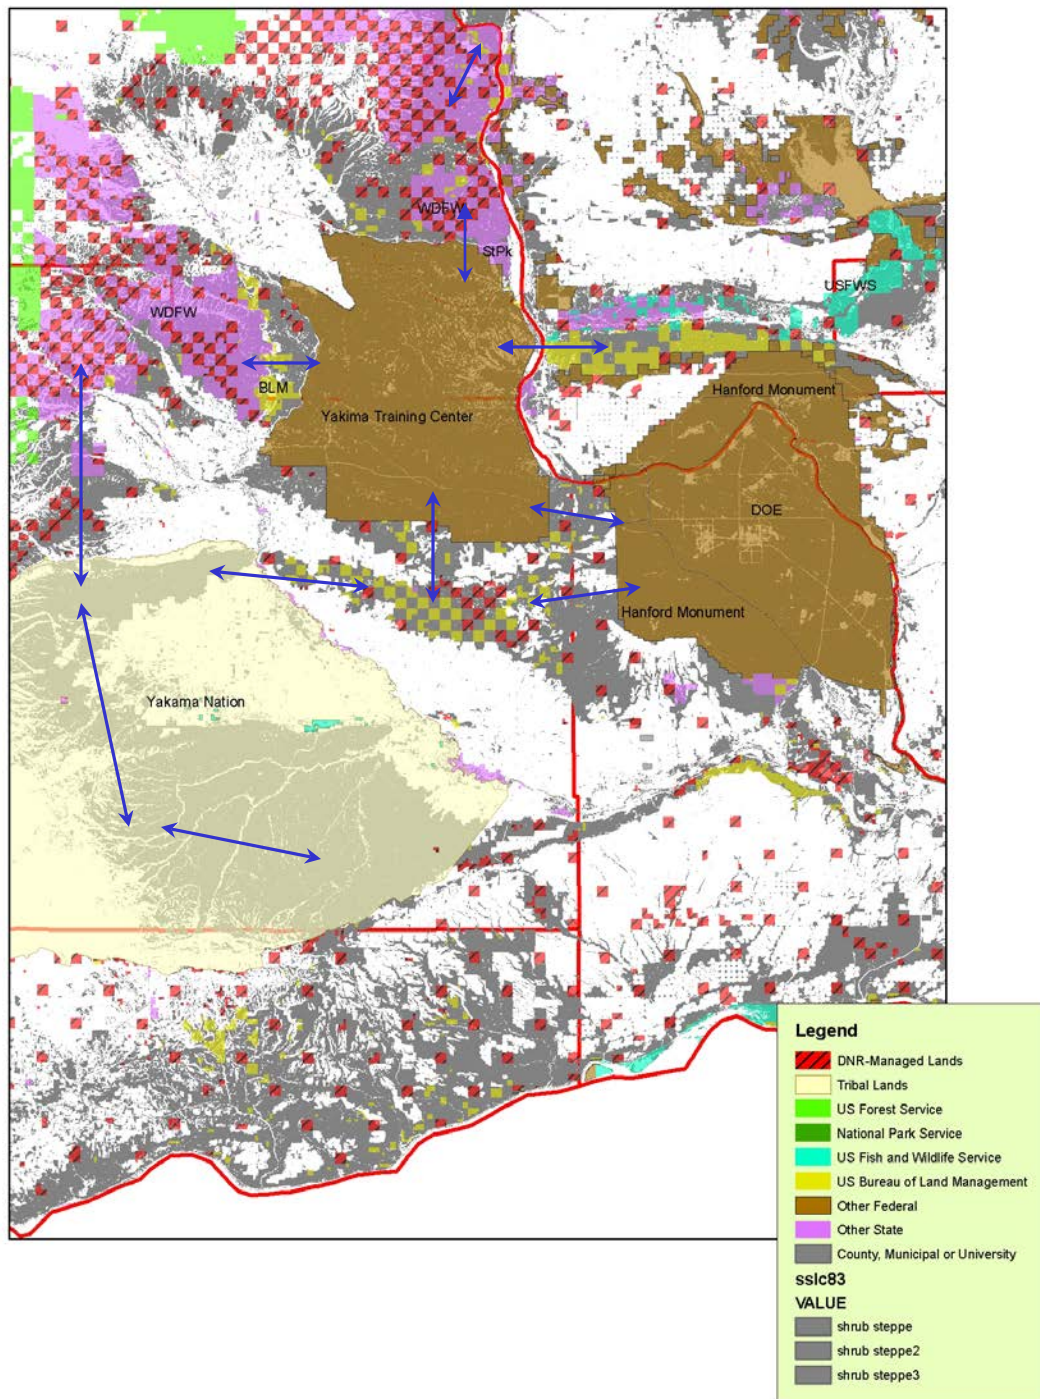 WDFW
StPk
USFWS
WDFW
BLM
Hanford Monument
Yakima Training Center
DOE
Hanford Monument
Yakama Nation
Legend
DNR-Managed Lands
Tribal Lands
US Forest Service
National Park Service
US Fish and Wildlife Service
US Bureau of Land Management
Other Federal
Other State
County, Municipal or University
sslc83
VALUE
shrub steppe
shrub steppe2
shrub steppe3